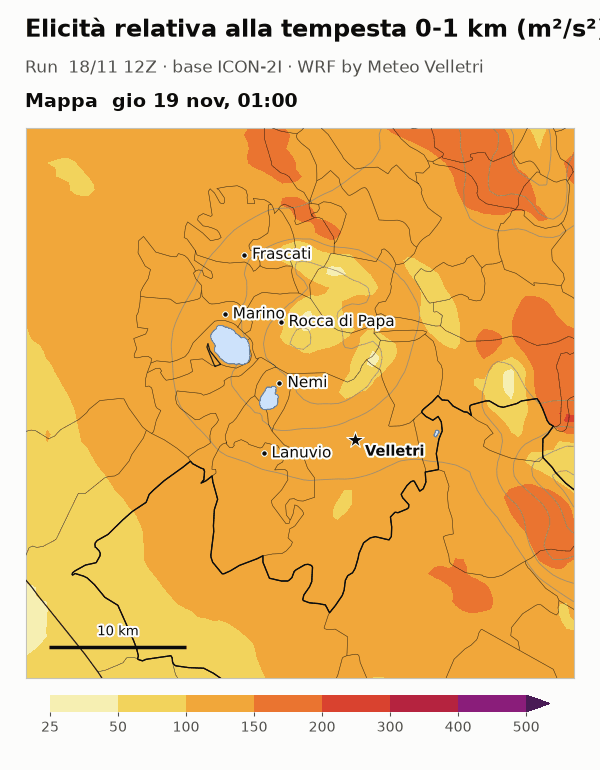 Elicità relativa alla tempesta 0-1 km (m²/s²)
Run  18/11 12Z · base ICON-2I · WRF by Meteo Velletri
Mappa  gio 19 nov, 01:00
Frascati
Marino
Rocca di Papa
Nemi
Velletri
Lanuvio
10 km
25 50 100 150 200 300 400 500